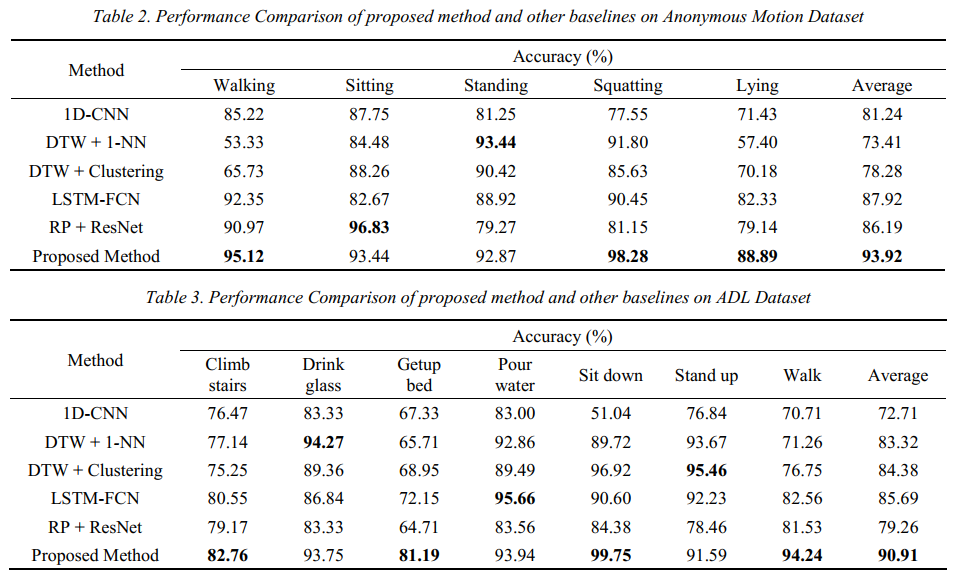 Table 2. Performance Comparison of proposed method and other baselines on Anonymous Motion Dataset
Method Accuracy (%)
Walking Sitting Standing Squatting Lying Average
1D-CNN 85.22 87.75 81.25 77.55 71.43 81.24
DTW + 1-NN 53.33 84.48 93.44 91.80 57.40 73.41
DTW + Clustering 65.73 88.26 90.42 85.63 70.18 78.28
LSTM-FCN 92.35 82.67 88.92 90.45 82.33 87.92
RP + ResNet 90.97 96.83 79.27 81.15 79.14 86.19
Proposed Method 95.12 93.44 92.87 98.28 88.89 93.92
Table 3. Performance Comparison of proposed method and other baselines on ADL Dataset
Method Accuracy (%)
Climb stairs Drink glass Getup bed Pour water Sit down Stand up Walk Average
1D-CNN 76.47 83.33 67.33 83.00 51.04 76.84 70.71 72.71
DTW + 1-NN 77.14 94.27 65.71 92.86 89.72 93.67 71.26 83.32
DTW + Clustering 75.25 89.36 68.95 89.49 96.92 95.46 76.75 84.38
LSTM-FCN 80.55 86.84 72.15 95.66 90.60 92.23 82.56 85.69
RP + ResNet 79.17 83.33 64.71 83.56 84.38 78.46 81.53 79.26
Proposed Method 82.76 93.75 81.19 93.94 99.75 91.59 94.24 90.91